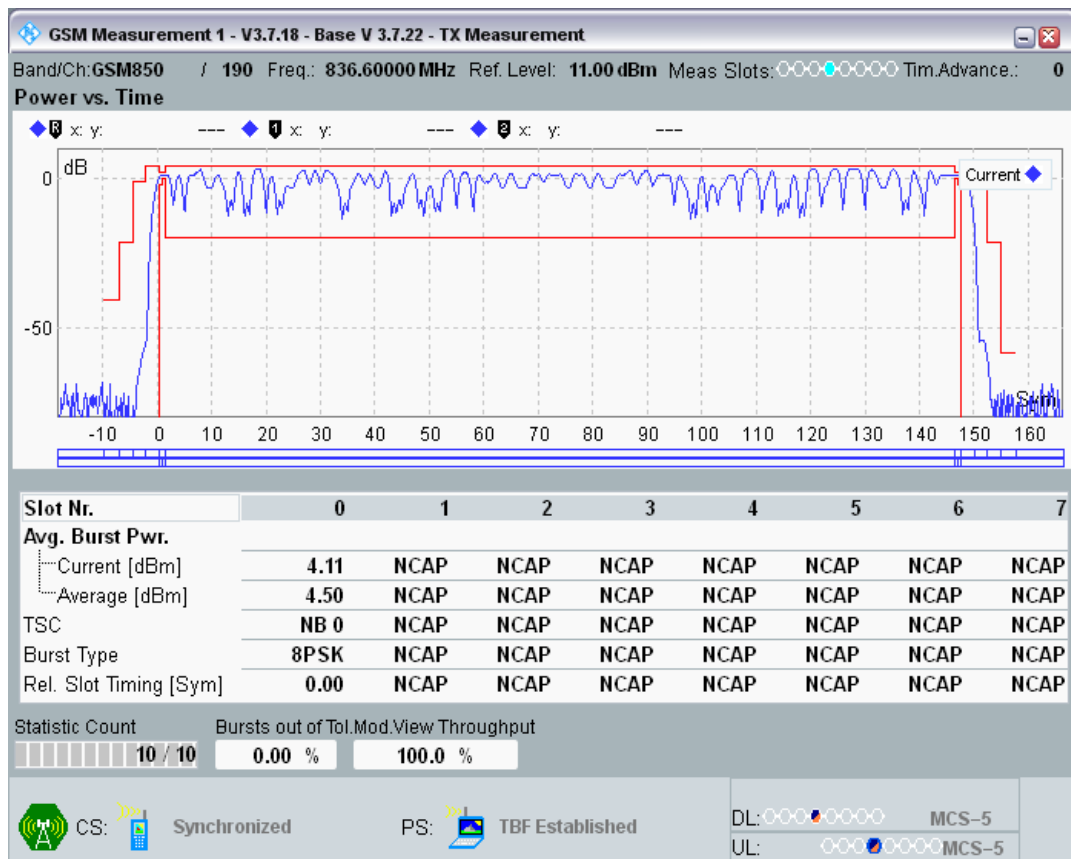 GSM Measurement 1 - V3.7.18 - Base V 3.7.22 - TX Measurement
Band/Ch:GSM850 / 190 Freq.: 836.60000 MHz Ref. Level: 11.00 dBm Meas Slots: Tim.Advance.: 0
Power vs. Time
R x: y: --- 1 x: y: --- 2 x: y: ---
dB
Current
0
-50
Sym
-10 0 10 20 30 40 50 60 70 80 90 100 110 120 130 140 150 160
Slot Nr. 0 1 2 3 4 5 6 7
Avg. Burst Pwr.
Current [dBm] 4.11 NCAP NCAP NCAP NCAP NCAP NCAP NCAP
Average [dBm] 4.50 NCAP NCAP NCAP NCAP NCAP NCAP NCAP
TSC NB 0 NCAP NCAP NCAP NCAP NCAP NCAP NCAP
Burst Type 8PSK NCAP NCAP NCAP NCAP NCAP NCAP NCAP
Rel. Slot Timing [Sym] 0.00 NCAP NCAP NCAP NCAP NCAP NCAP NCAP
Statistic Count Bursts out of Tol.Mod.View Throughput
10 / 10 0.00 % 100.0 %
CS: Synchronized PS: TBF Established
DL: MCS-5
UL: MCS-5